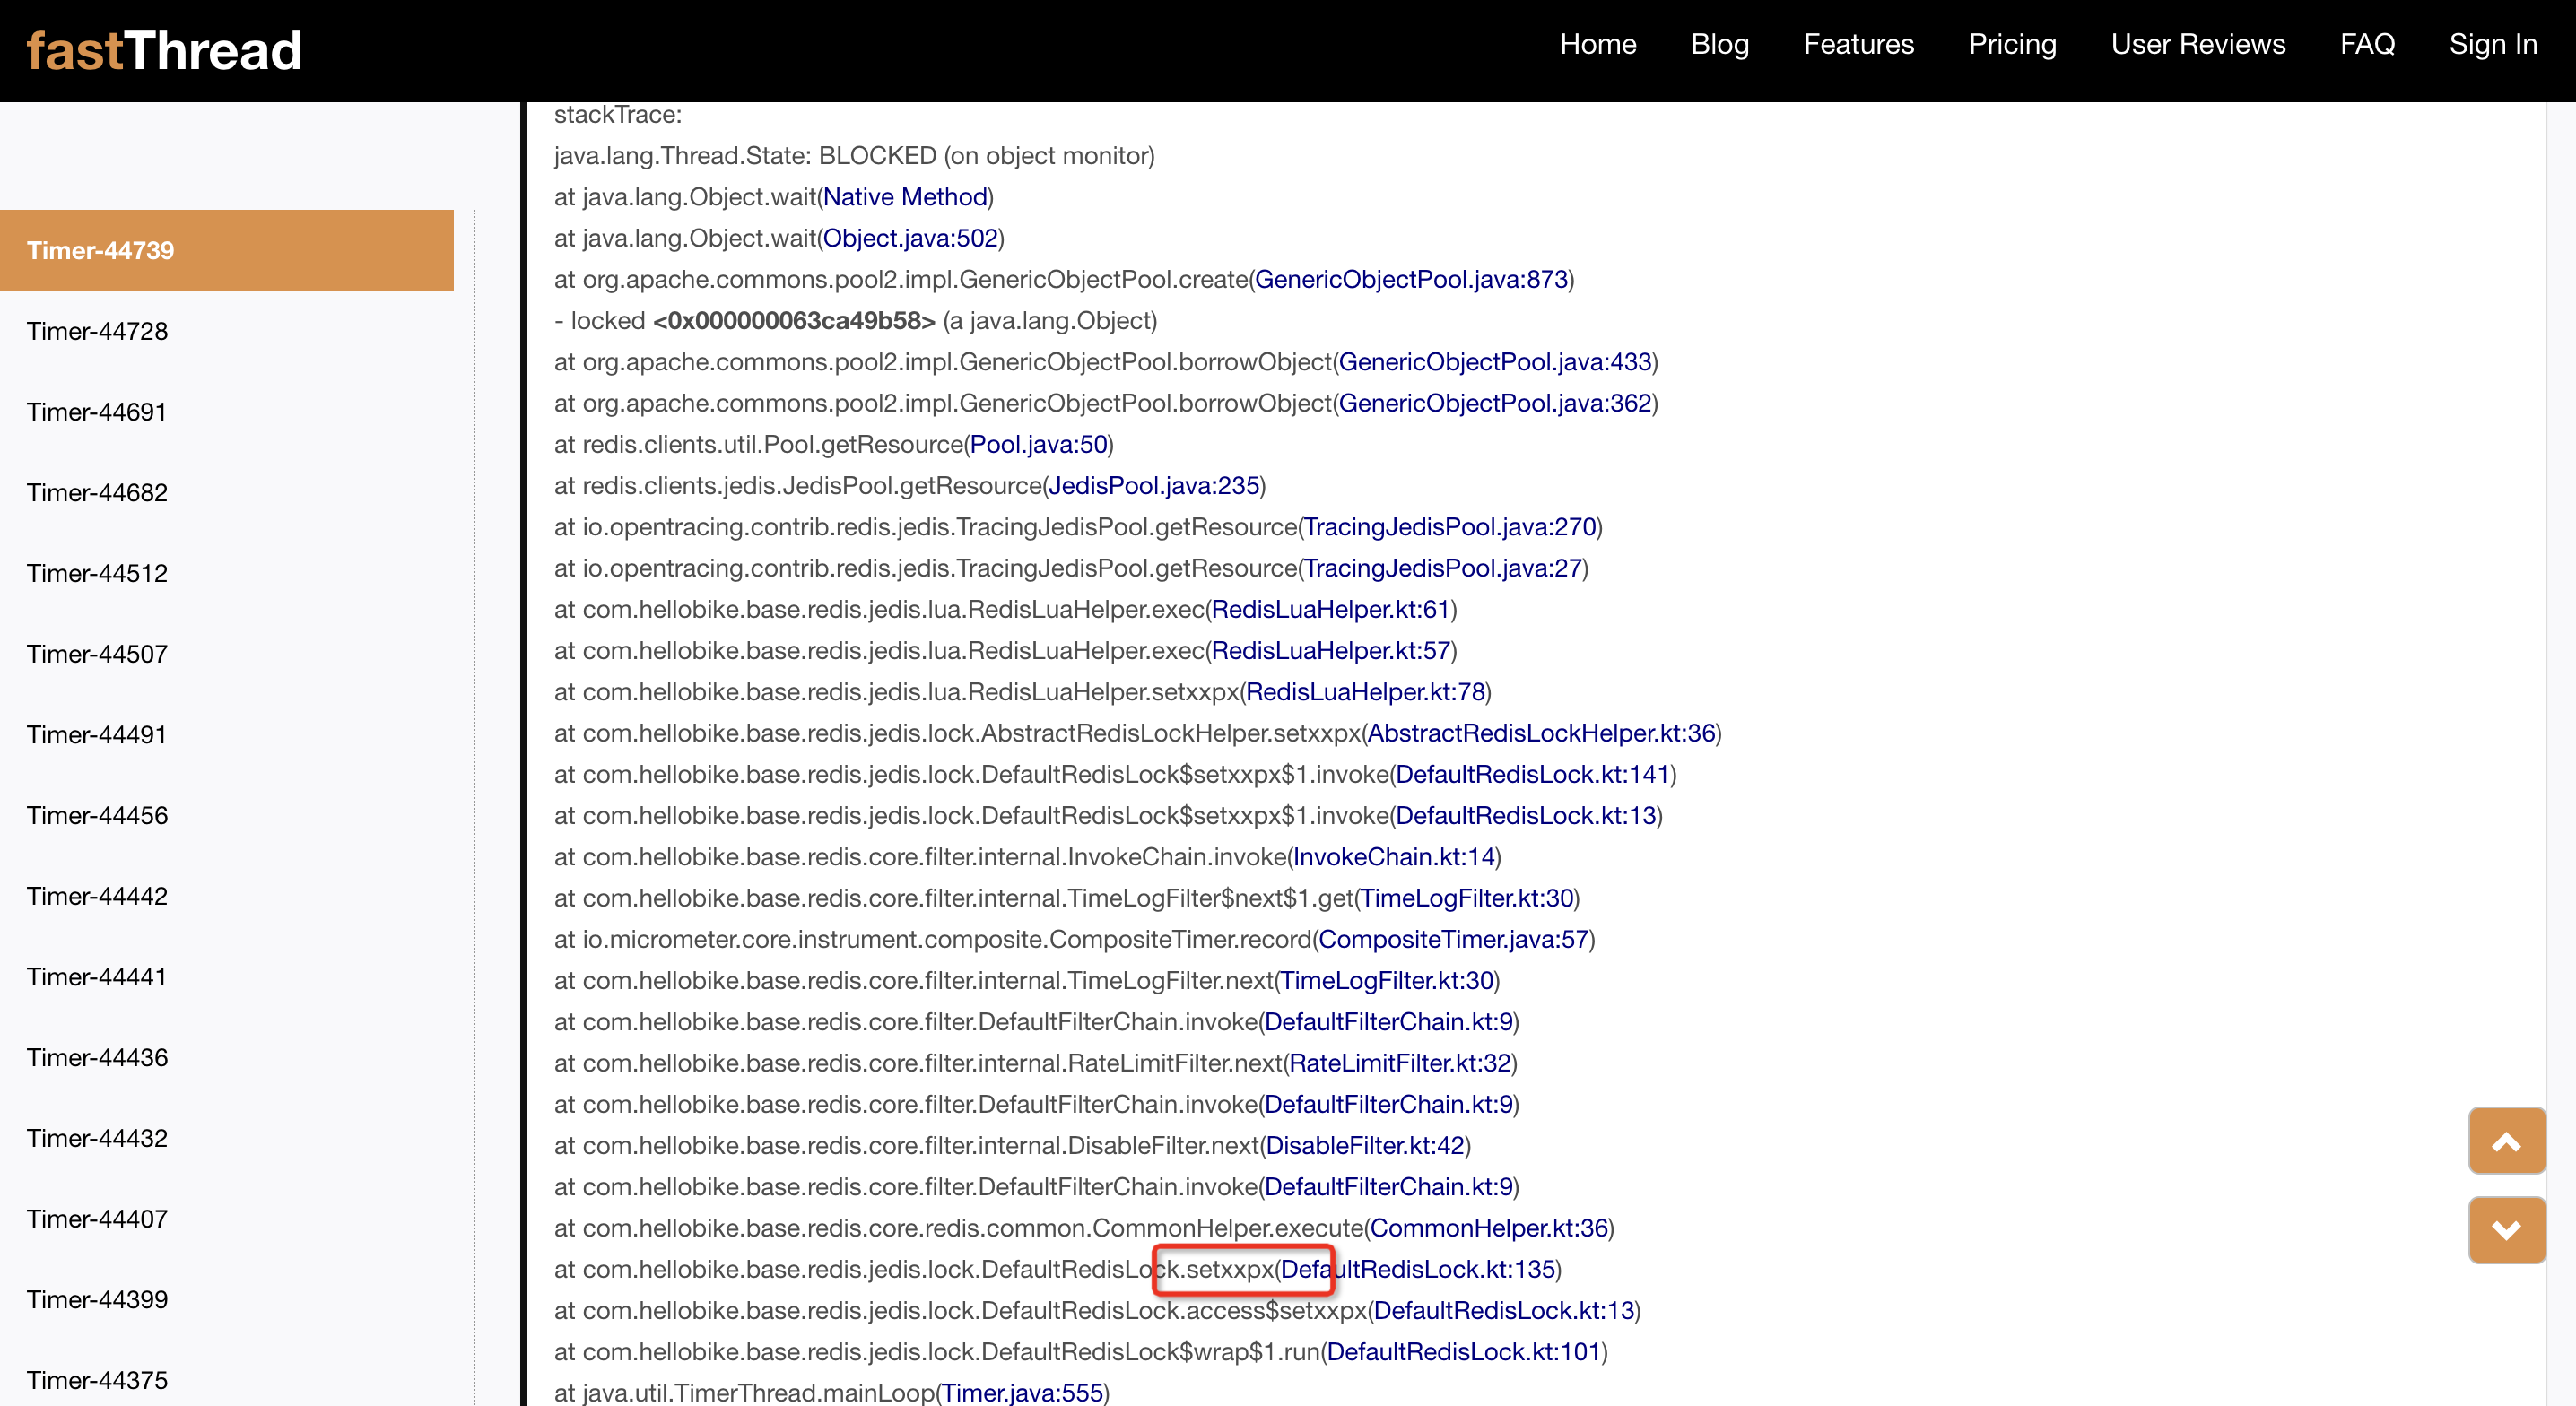 fastThread
Home Blog Features Pricing User Reviews FAQ Sign In
Timer-44739
Timer-44728
Timer-44691
Timer-44682
Timer-44512
Timer-44507
Timer-44491
Timer-44456
Timer-44442
Timer-44441
Timer-44436
Timer-44432
Timer-44407
Timer-44399
Timer-44375
stackTrace:
java.lang.Thread.State: BLOCKED (on object monitor)
at java.lang.Object.wait(Native Method)
at java.lang.Object.wait(Object.java:502)
at org.apache.commons.pool2.impl.GenericObjectPool.create(GenericObjectPool.java:873)
- locked <0x000000063ca49b58> (a java.lang.Object)
at org.apache.commons.pool2.impl.GenericObjectPool.borrowObject(GenericObjectPool.java:433)
at org.apache.commons.pool2.impl.GenericObjectPool.borrowObject(GenericObjectPool.java:362)
at redis.clients.util.Pool.getResource(Pool.java:50)
at redis.clients.jedis.JedisPool.getResource(JedisPool.java:235)
at io.opentracing.contrib.redis.jedis.TracingJedisPool.getResource(TracingJedisPool.java:270)
at io.opentracing.contrib.redis.jedis.TracingJedisPool.getResource(TracingJedisPool.java:27)
at com.hellobike.base.redis.jedis.lua.RedisLuaHelper.exec(RedisLuaHelper.kt:61)
at com.hellobike.base.redis.jedis.lua.RedisLuaHelper.exec(RedisLuaHelper.kt:57)
at com.hellobike.base.redis.jedis.lua.RedisLuaHelper.setxxpx(RedisLuaHelper.kt:78)
at com.hellobike.base.redis.jedis.lock.AbstractRedisLockHelper.setxxpx(AbstractRedisLockHelper.kt:36)
at com.hellobike.base.redis.jedis.lock.DefaultRedisLock$setxxpx$1.invoke(DefaultRedisLock.kt:141)
at com.hellobike.base.redis.jedis.lock.DefaultRedisLock$setxxpx$1.invoke(DefaultRedisLock.kt:13)
at com.hellobike.base.redis.core.filter.internal.InvokeChain.invoke(InvokeChain.kt:14)
at com.hellobike.base.redis.core.filter.internal.TimeLogFilter$next$1.get(TimeLogFilter.kt:30)
at io.micrometer.core.instrument.composite.CompositeTimer.record(CompositeTimer.java:57)
at com.hellobike.base.redis.core.filter.internal.TimeLogFilter.next(TimeLogFilter.kt:30)
at com.hellobike.base.redis.core.filter.DefaultFilterChain.invoke(DefaultFilterChain.kt:9)
at com.hellobike.base.redis.core.filter.internal.RateLimitFilter.next(RateLimitFilter.kt:32)
at com.hellobike.base.redis.core.filter.DefaultFilterChain.invoke(DefaultFilterChain.kt:9)
at com.hellobike.base.redis.core.filter.internal.DisableFilter.next(DisableFilter.kt:42)
at com.hellobike.base.redis.core.filter.DefaultFilterChain.invoke(DefaultFilterChain.kt:9)
at com.hellobike.base.redis.core.redis.common.CommonHelper.execute(CommonHelper.kt:36)
at com.hellobike.base.redis.jedis.lock.DefaultRedisLock.setxxpx(DefaultRedisLock.kt:135)
at com.hellobike.base.redis.jedis.lock.DefaultRedisLock.access$setxxpx(DefaultRedisLock.kt:13)
at com.hellobike.base.redis.jedis.lock.DefaultRedisLock$wrap$1.run(DefaultRedisLock.kt:101)
at java.util.TimerThread.mainLoop(Timer.java:555)